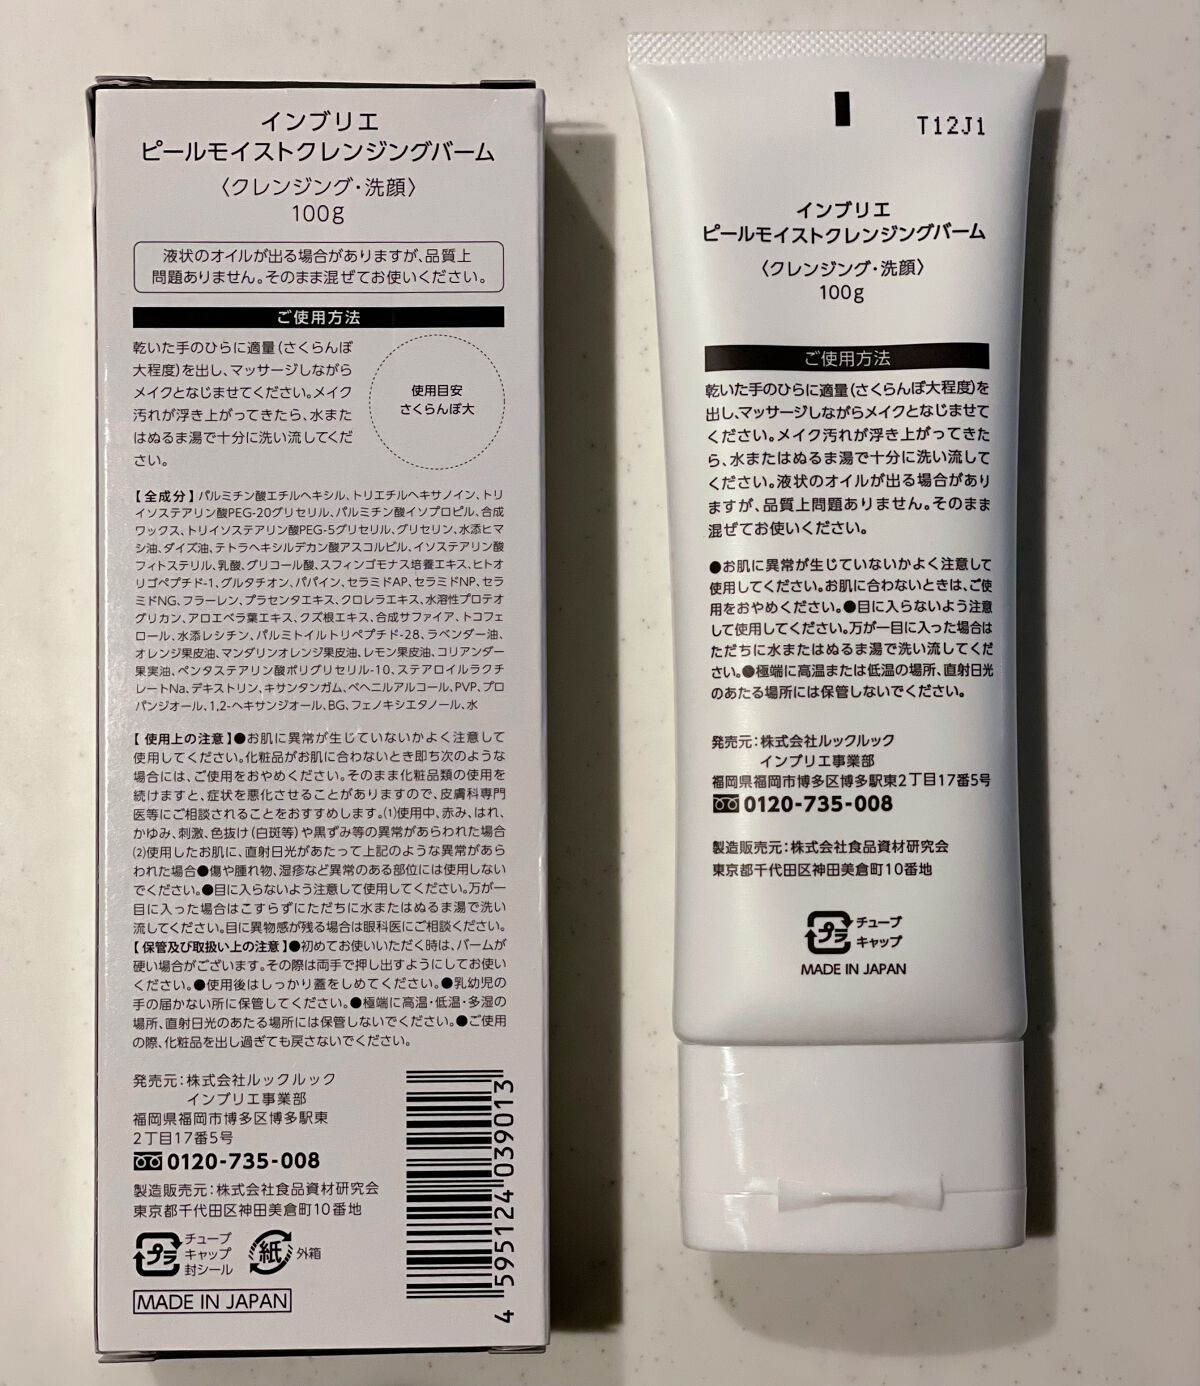 インブリエ
ピールモイストクレンジングバーム
〈クレンジング・洗顔〉
100g
液状のオイルが出る場合がありますが、品質上
問題ありません。そのまま混ぜてお使いください。
ご使用方法
乾いた手のひらに適量(さくらんぼ
大程度)を出し、マッサージしながら
メイクとなじませてください。メイク
汚れが浮き上がってきたら、水また
はぬるま湯で十分に洗い流してくだ
さい。
使用目安
さくらんぼ大
【全成分】パルミチン酸エチルヘキシル、トリエチルヘキサノイン、トリ
イソステアリン酸PEG-20グリセリル、パルミチン酸イソプロピル、合成
ワックス、トリイソステアリン酸PEG-5グリセリル、グリセリン、水添ヒマ
シ油、ダイズ油、テトラヘキシルデカン酸アスコルビル、イソステアリン酸
フィトステリル、乳酸、グリコール酸、スフィンゴモナス培養エキス、ヒトオ
リゴペプチド-1、グルタチオン、パパイン、セラミドAP、セラミドNP、セラ
ミドNG、フラーレン、プラセンタエキス、クロレラエキス、水溶性プロテオ
グリカン、アロエベラ葉エキス、クズ根エキス、合成サファイア、トコフェ
ロール、水添レシチン、パルミトイルトリペプチド-28、ラベンダー油、
オレンジ果皮油、マンダリンオレンジ果皮油、レモン果皮油、コリアンダー
果実油、ペンタステアリン酸ポリグリセリル-10、ステアロイルラクチ
レートNa、デキストリン、キサンタンガム、ベヘニルアルコール、PVP、プロ
パンジオール、1,2-ヘキサンジオール、BG、フェノキシエタノール、水
【使用上の注意】●お肌に異常が生じていないかよく注意して
使用してください。化粧品がお肌に合わないとき即ち次のような
場合には、ご使用をおやめください。そのまま化粧品類の使用を
続けますと、症状を悪化させることがありますので、皮膚科専門
医等にご相談されることをおすすめします。(1)使用中、赤み、はれ、
かゆみ、刺激、色抜け(白斑等)や黒ずみ等の異常があらわれた場合
(2)使用したお肌に、直射日光があたって上記のような異常があら
われた場合●傷や腫れ物、湿疹など異常のある部位には使用しない
でください。●目に入らないよう注意して使用してください。万が一
目に入った場合はこすらずにただちに水またはぬるま湯で洗い
流してください。目に異物感が残る場合は眼科医にご相談ください。
【保管及び取扱い上の注意】●初めてお使いいただく時は、バームが
硬い場合がございます。その際は両手で押し出すようにしてお使い
ください。●使用後はしっかり蓋をしめてください。●乳幼児の
手の届かない所に保管してください。●極端に高温・低温・多湿の
場所、直射日光のあたる場所には保管しないでください。●ご使用
の際、化粧品を出し過ぎても戻さないでください。
発売元:株式会社ルックルック
インブリエ事業部
福岡県福岡市博多区博多駅東
2丁目17番5号
0120-735-008
製造販売元:株式会社食品資材研究会
東京都千代田区神田美倉町10番地
プラ
チューブ
キャップ
封シール
紙
外箱
MADE IN JAPAN
4 595124 039013
T12J1
インブリエ
ピールモイストクレンジングバーム
〈クレンジング・洗顔〉
100g
ご使用方法
乾いた手のひらに適量(さくらんぼ大程度)を
出し、マッサージしながらメイクとなじませて
ください。メイク汚れが浮き上がってきた
ら、水またはぬるま湯で十分に洗い流して
ください。液状のオイルが出る場合があり
ますが、品質上問題ありません。そのまま
混ぜてお使いください。
●お肌に異常が生じていないかよく注意して
使用してください。お肌に合わないときは、ご使
用をおやめください。●目に入らないよう注意
して使用してください。万が一目に入った場合は
ただちに水またはぬるま湯で洗い流してくだ
さい。●極端に高温または低温の場所、直射日光
のあたる場所には保管しないでください。
発売元:株式会社ルックルック
インブリエ事業部
福岡県福岡市博多区博多駅東2丁目17番5号
0120-735-008
製造販売元:株式会社食品資材研究会
東京都千代田区神田美倉町10番地
プラ
チューブ
キャップ
MADE IN JAPAN